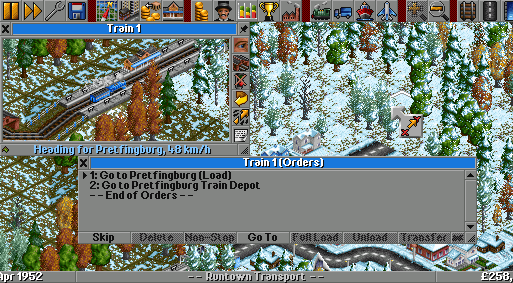 Train 1
Heading for Pretfingburg, 48 km/h
Train 1 (Orders)
1: Go to Pretfingburg (Load)
2: Go to Pretfingburg Train Depot
- - End of Orders - -
Skip Delete Non-Stop Go To Full Load Unload Transfer
Apr 1952 - - Runtown Transport - - £258,